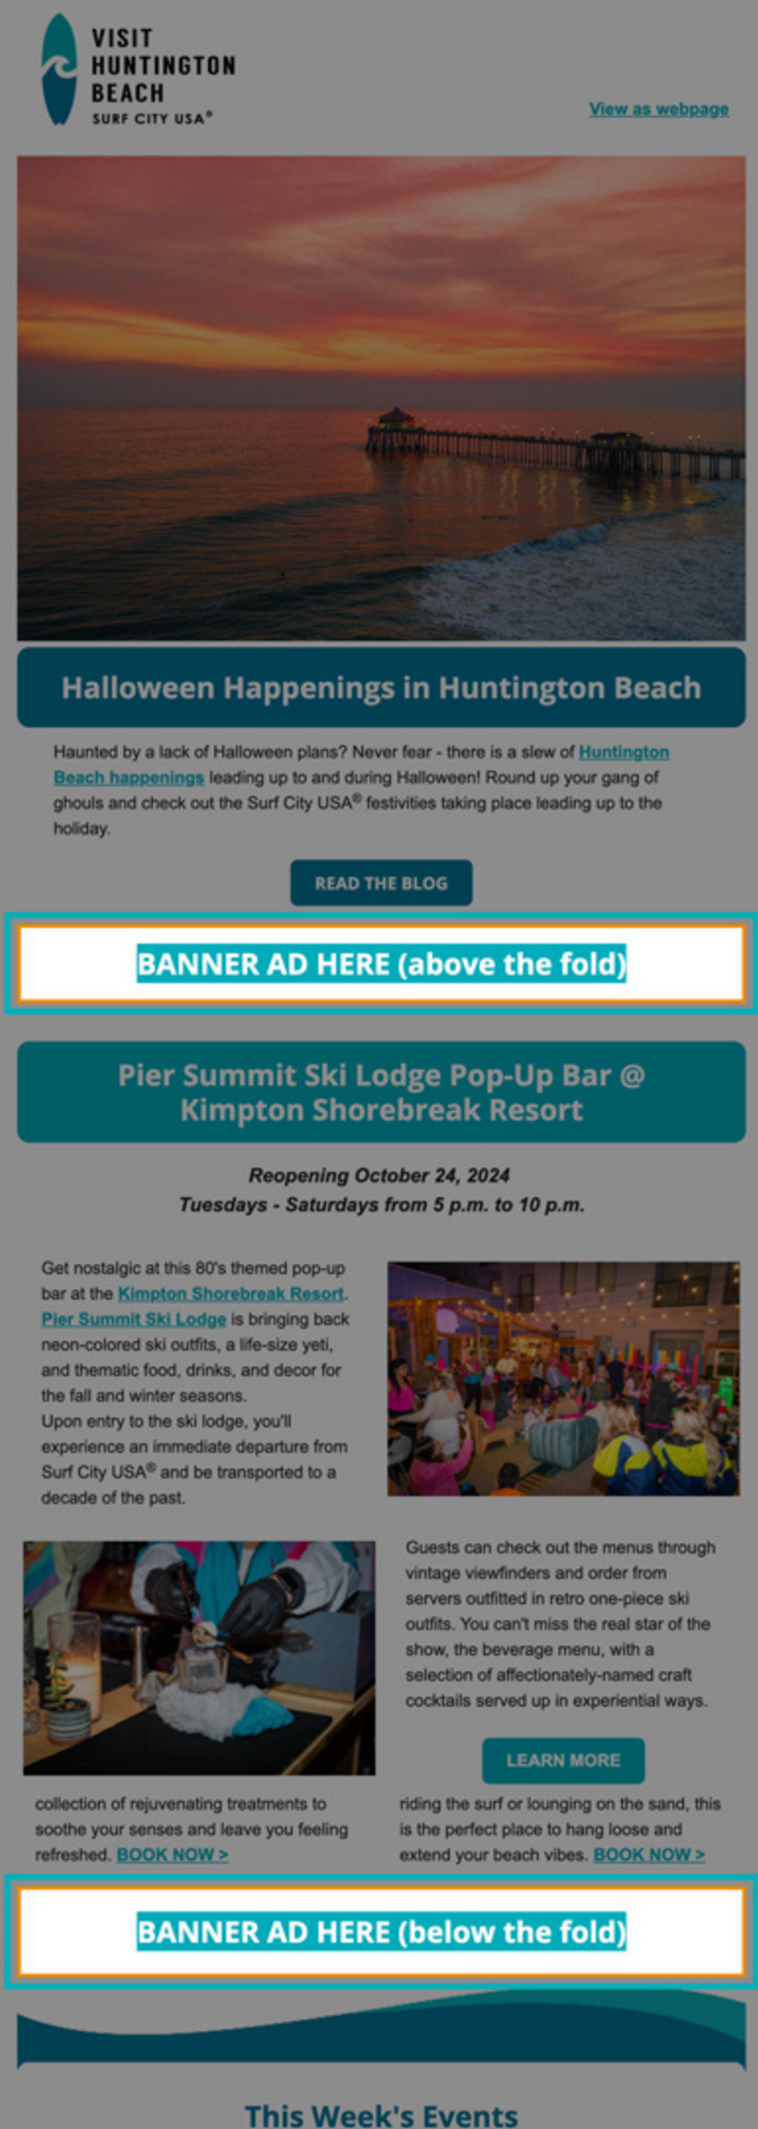 VISIT
HUNTINGTON
BEACH
SURF CITY USA®
View as webpage
Halloween Happenings in Huntington Beach
Haunted by a lack of Halloween plans? Never fear - there is a slew of Huntington
Beach happenings leading up to and during Halloween! Round up your gang of
ghouls and check out the Surf City USA® festivities taking place leading up to the
holiday.
READ THE BLOG
BANNER AD HERE (above the fold)
Pier Summit Ski Lodge Pop-Up Bar @
Kimpton Shorebreak Resort
Reopening October 24, 2024
Tuesdays - Saturdays from 5 p.m. to 10 p.m.
Get nostalgic at this 80's themed pop-up
bar at the Kimpton Shorebreak Resort.
Pier Summit Ski Lodge is bringing back
neon-colored ski outfits, a life-size yeti,
and thematic food, drinks, and decor for
the fall and winter seasons.
Upon entry to the ski lodge, you'll
experience an immediate departure from
Surf City USA® and be transported to a
decade of the past.
Guests can check out the menus through
vintage viewfinders and order from
servers outfitted in retro one-piece ski
outfits. You can't miss the real star of the
show, the beverage menu, with a
selection of affectionately-named craft
cocktails served up in experiential ways.
LEARN MORE
collection of rejuvenating treatments to
soothe your senses and leave you feeling
refreshed. BOOK NOW >
riding the surf or lounging on the sand, this
is the perfect place to hang loose and
extend your beach vibes. BOOK NOW >
BANNER AD HERE (below the fold)
This Week's Events